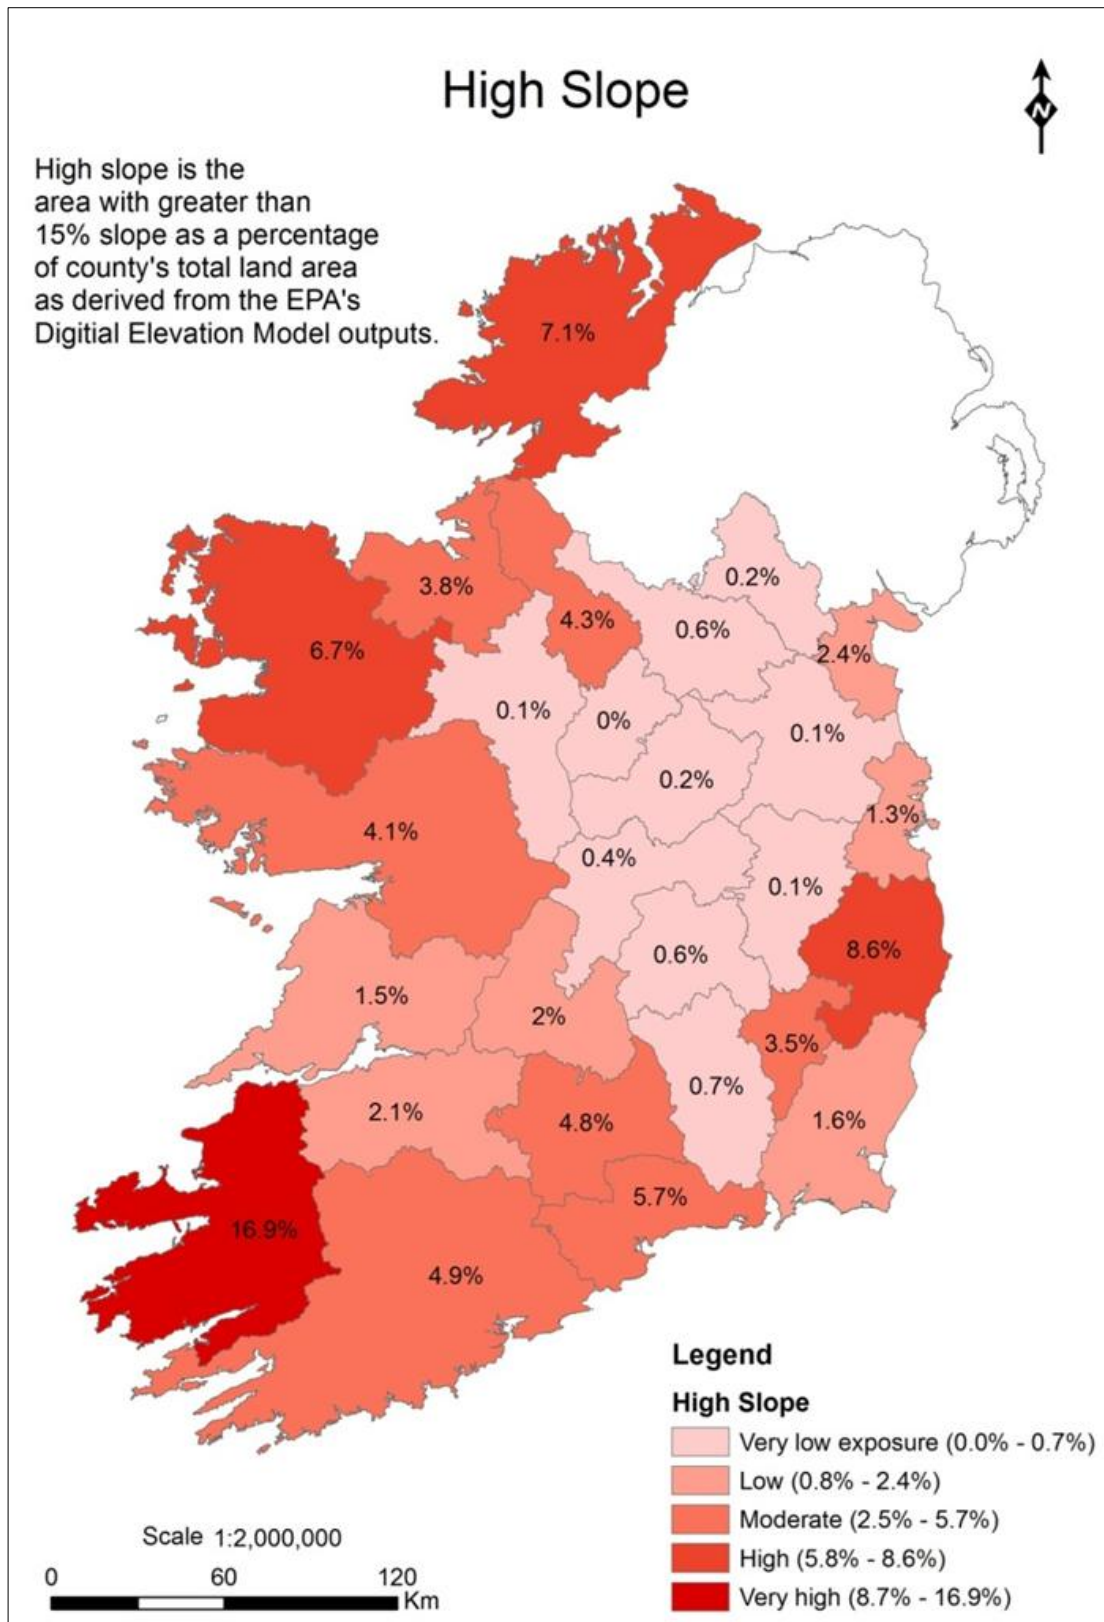 High Slope
N
High slope is the
area with greater than
15% slope as a percentage
of county's total land area
as derived from the EPA's
Digitial Elevation Model outputs.
7.1%
0.2%
3.8%
4.3%
0.6%
6.7%
2.4%
0.1%
0%
0.1%
0.2%
1.3%
4.1%
0.4%
0.1%
8.6%
0.6%
1.5%
2%
3.5%
0.7%
2.1%
4.8%
1.6%
5.7%
16.9%
4.9%
Legend
High Slope
Very low exposure (0.0% - 0.7%)
Low (0.8% - 2.4%)
Moderate (2.5% - 5.7%)
High (5.8% - 8.6%)
Very high (8.7% - 16.9%)
Scale 1:2,000,000
0 60 120
Km